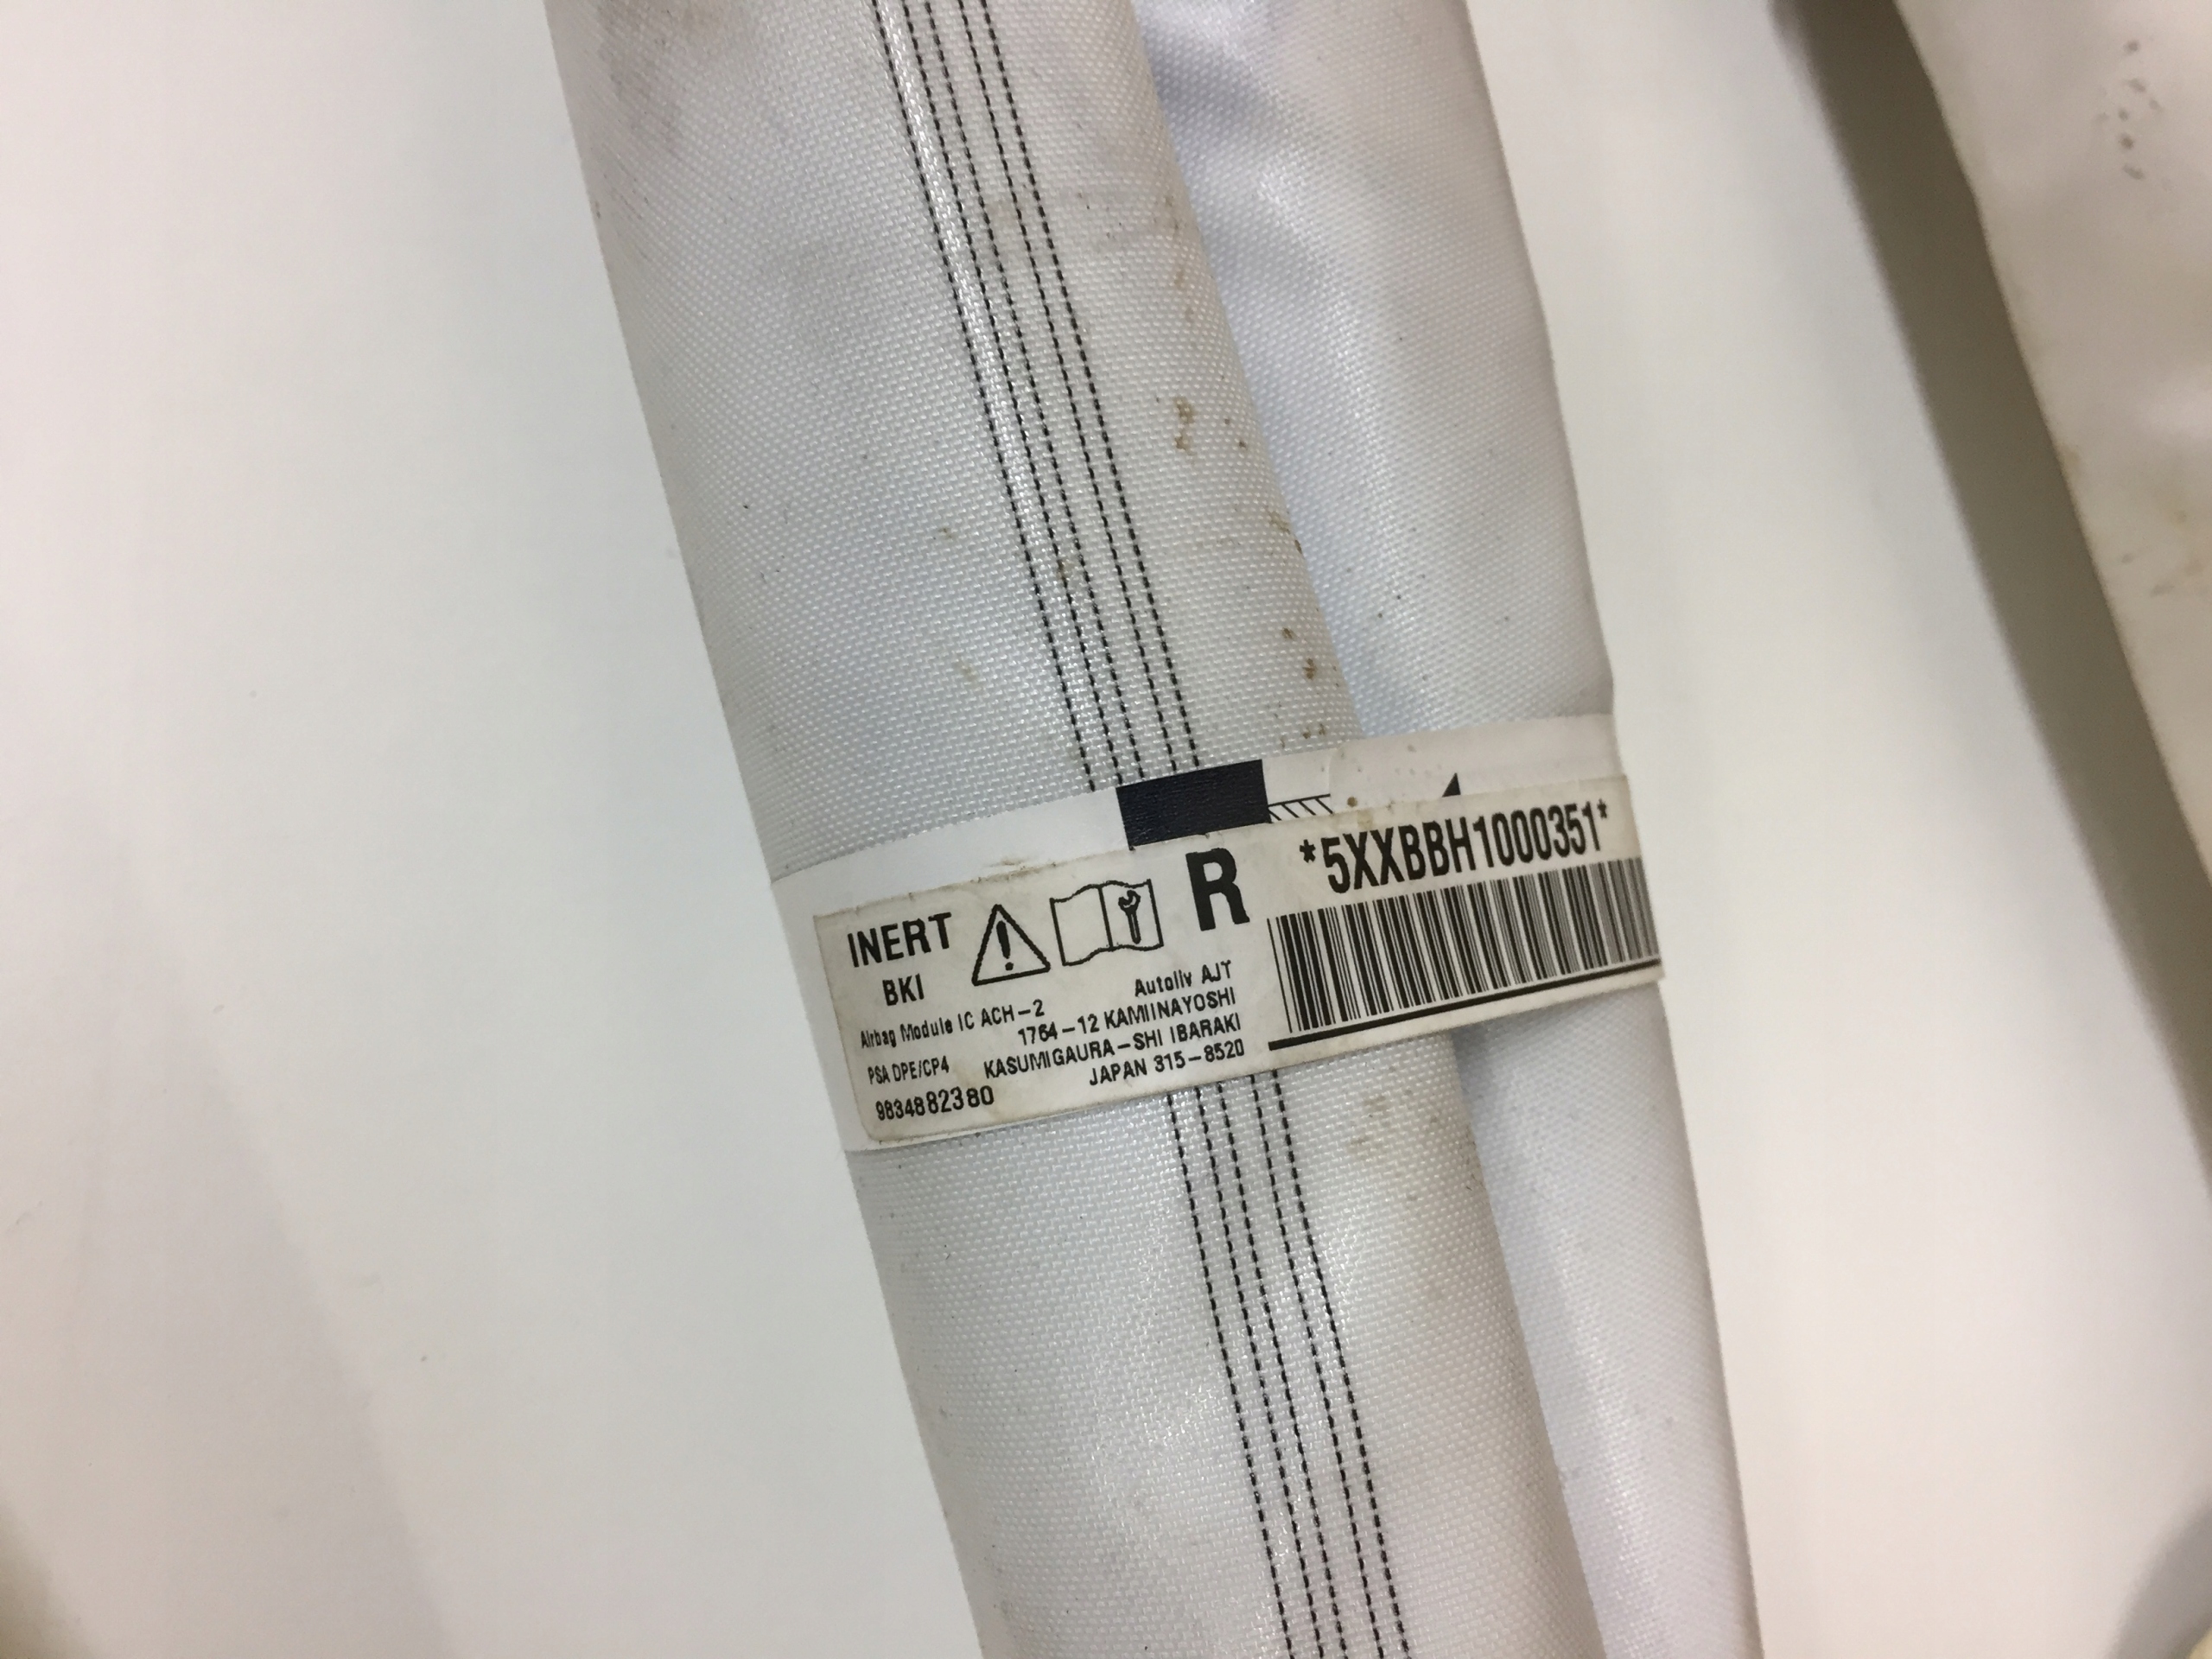 INERT
BKI
R
*5XXBBH1000351*
Airbag Module IC ACH-2
PSA DPE/CP4
9834882380
Autoliv AJT
1764-12 KAMIINAYOSHI
KASUMIGAURA-SHI IBARAKI
JAPAN 315-8520